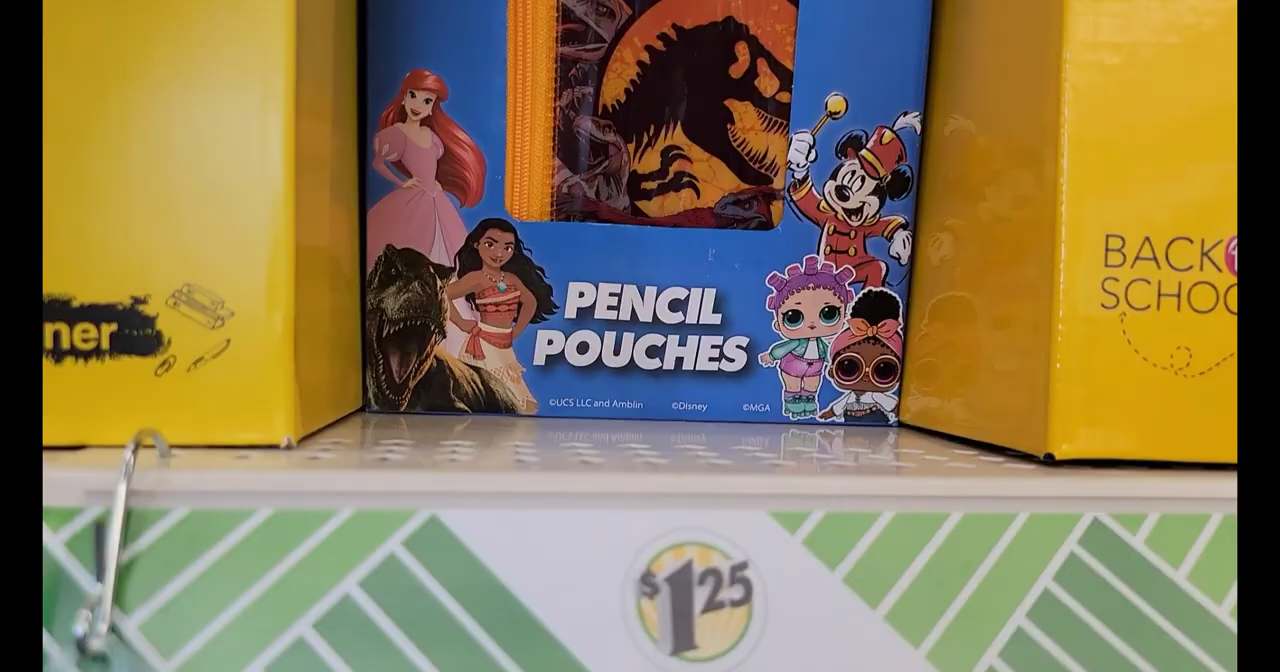 ner
PENCIL
POUCHES
©UCS LLC and Amblin ©Disney ©MGA
BACK
SCHOO
$1.25